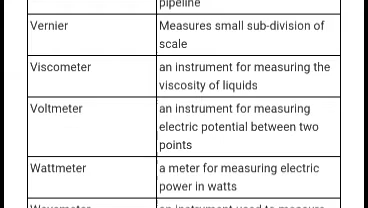 pipeline
Vernier
Measures small sub-division of
scale
Viscometer
an instrument for measuring the
viscosity of liquids
Voltmeter
an instrument for measuring
electric potential between two
points
Wattmeter
a meter for measuring electric
power in watts